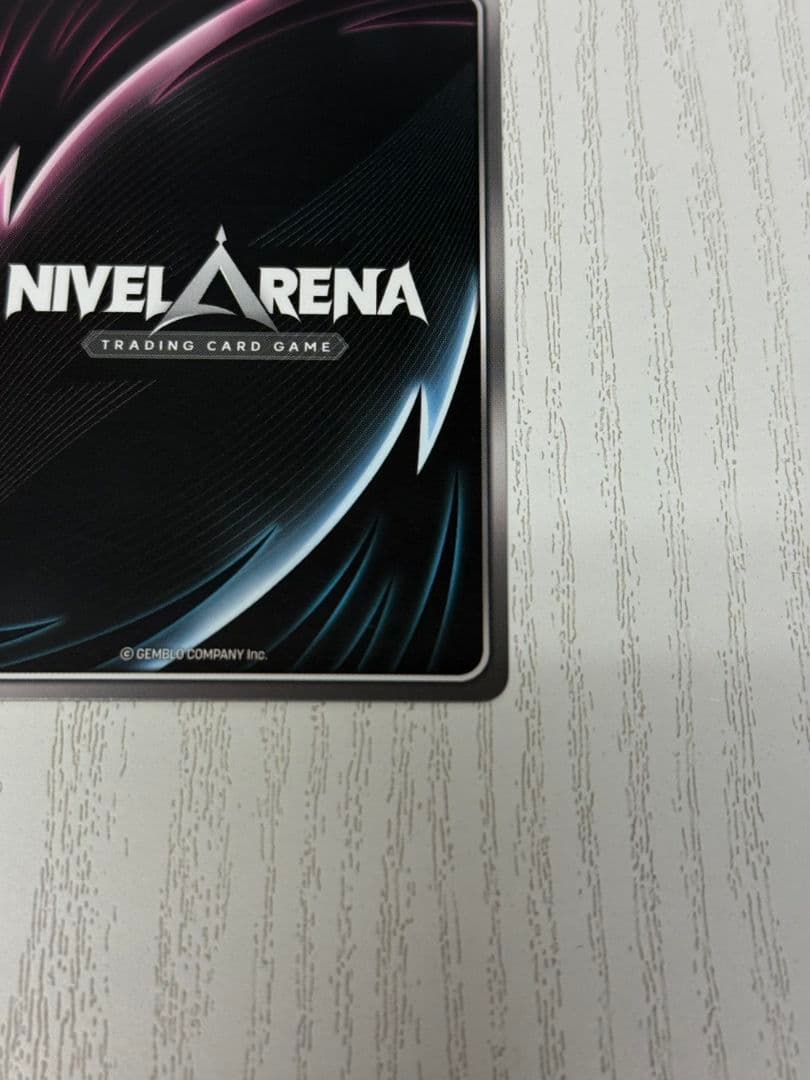 NIVEL ARENA
TRADING CARD GAME
© GEMBLO COMPANY Inc.